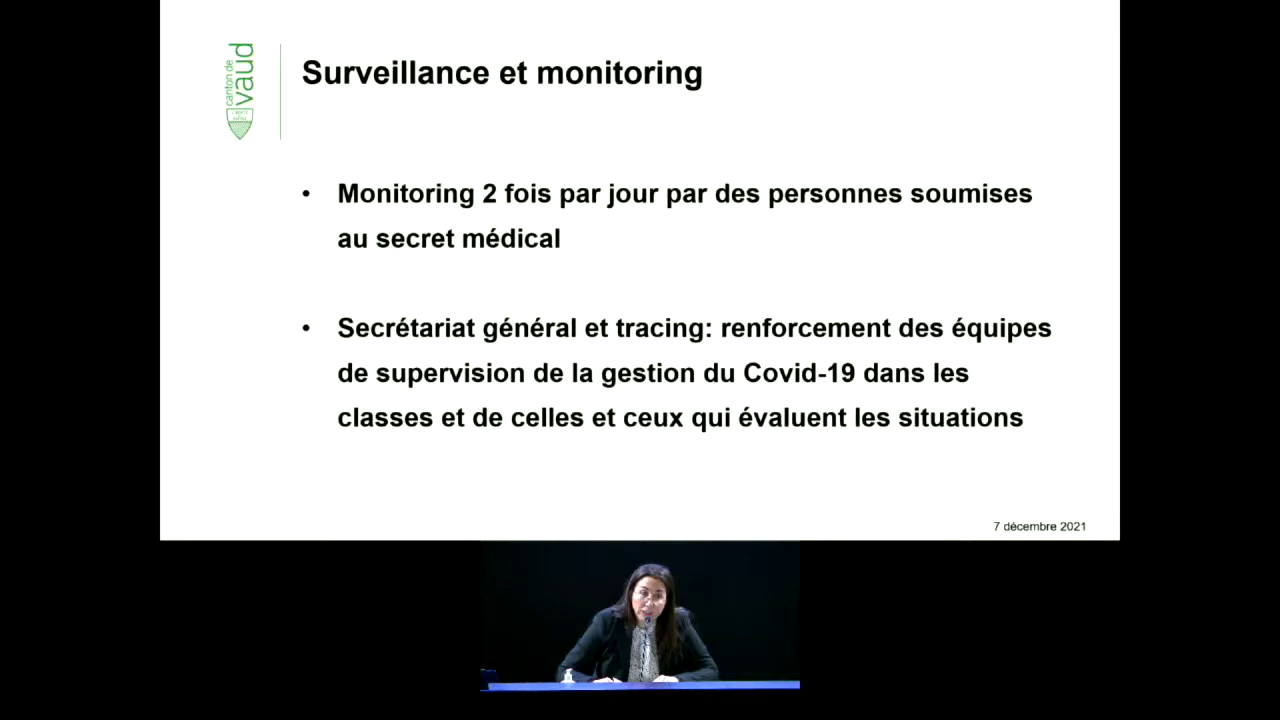 canton de
vaud
Surveillance et monitoring
• Monitoring 2 fois par jour par des personnes soumises
au secret médical
• Secrétariat général et tracing: renforcement des équipes
de supervision de la gestion du Covid-19 dans les
classes et de celles et ceux qui évaluent les situations
7 décembre 2021